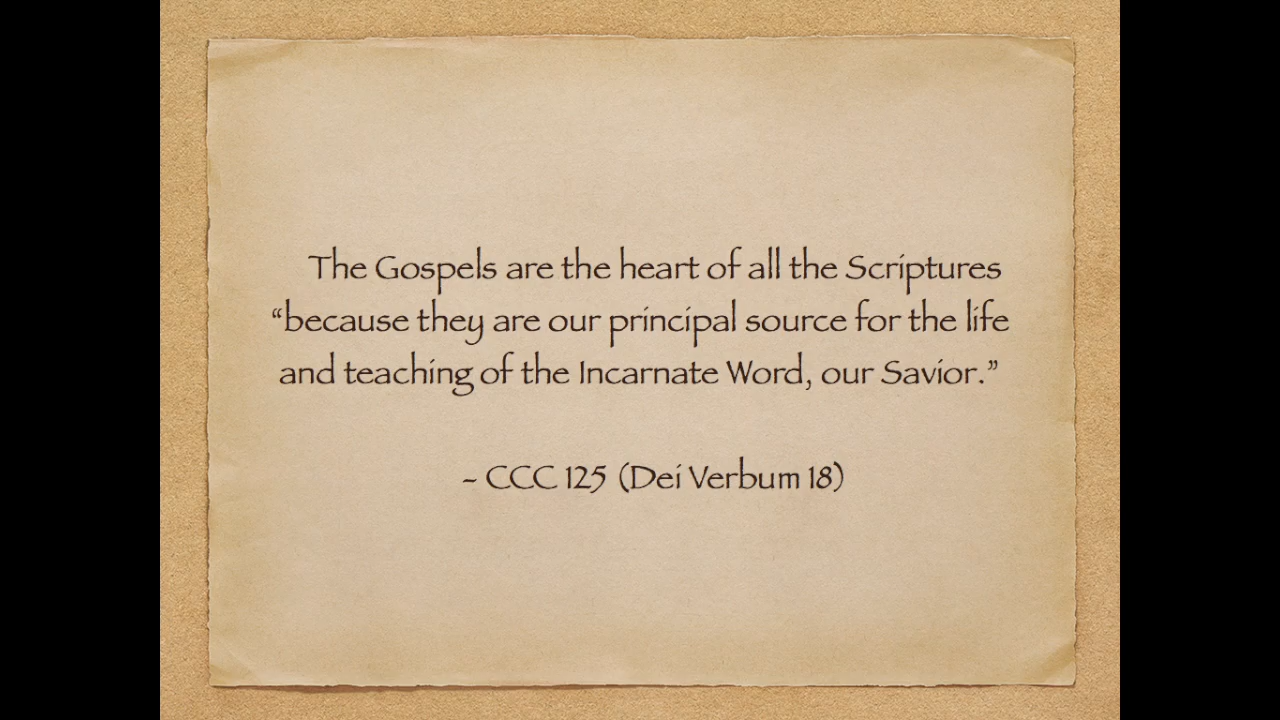 The Gospels are the heart of all the Scriptures
“because they are our principal source for the life
and teaching of the Incarnate Word, our Savior.”
- CCC 125 (Dei Verbum 18)